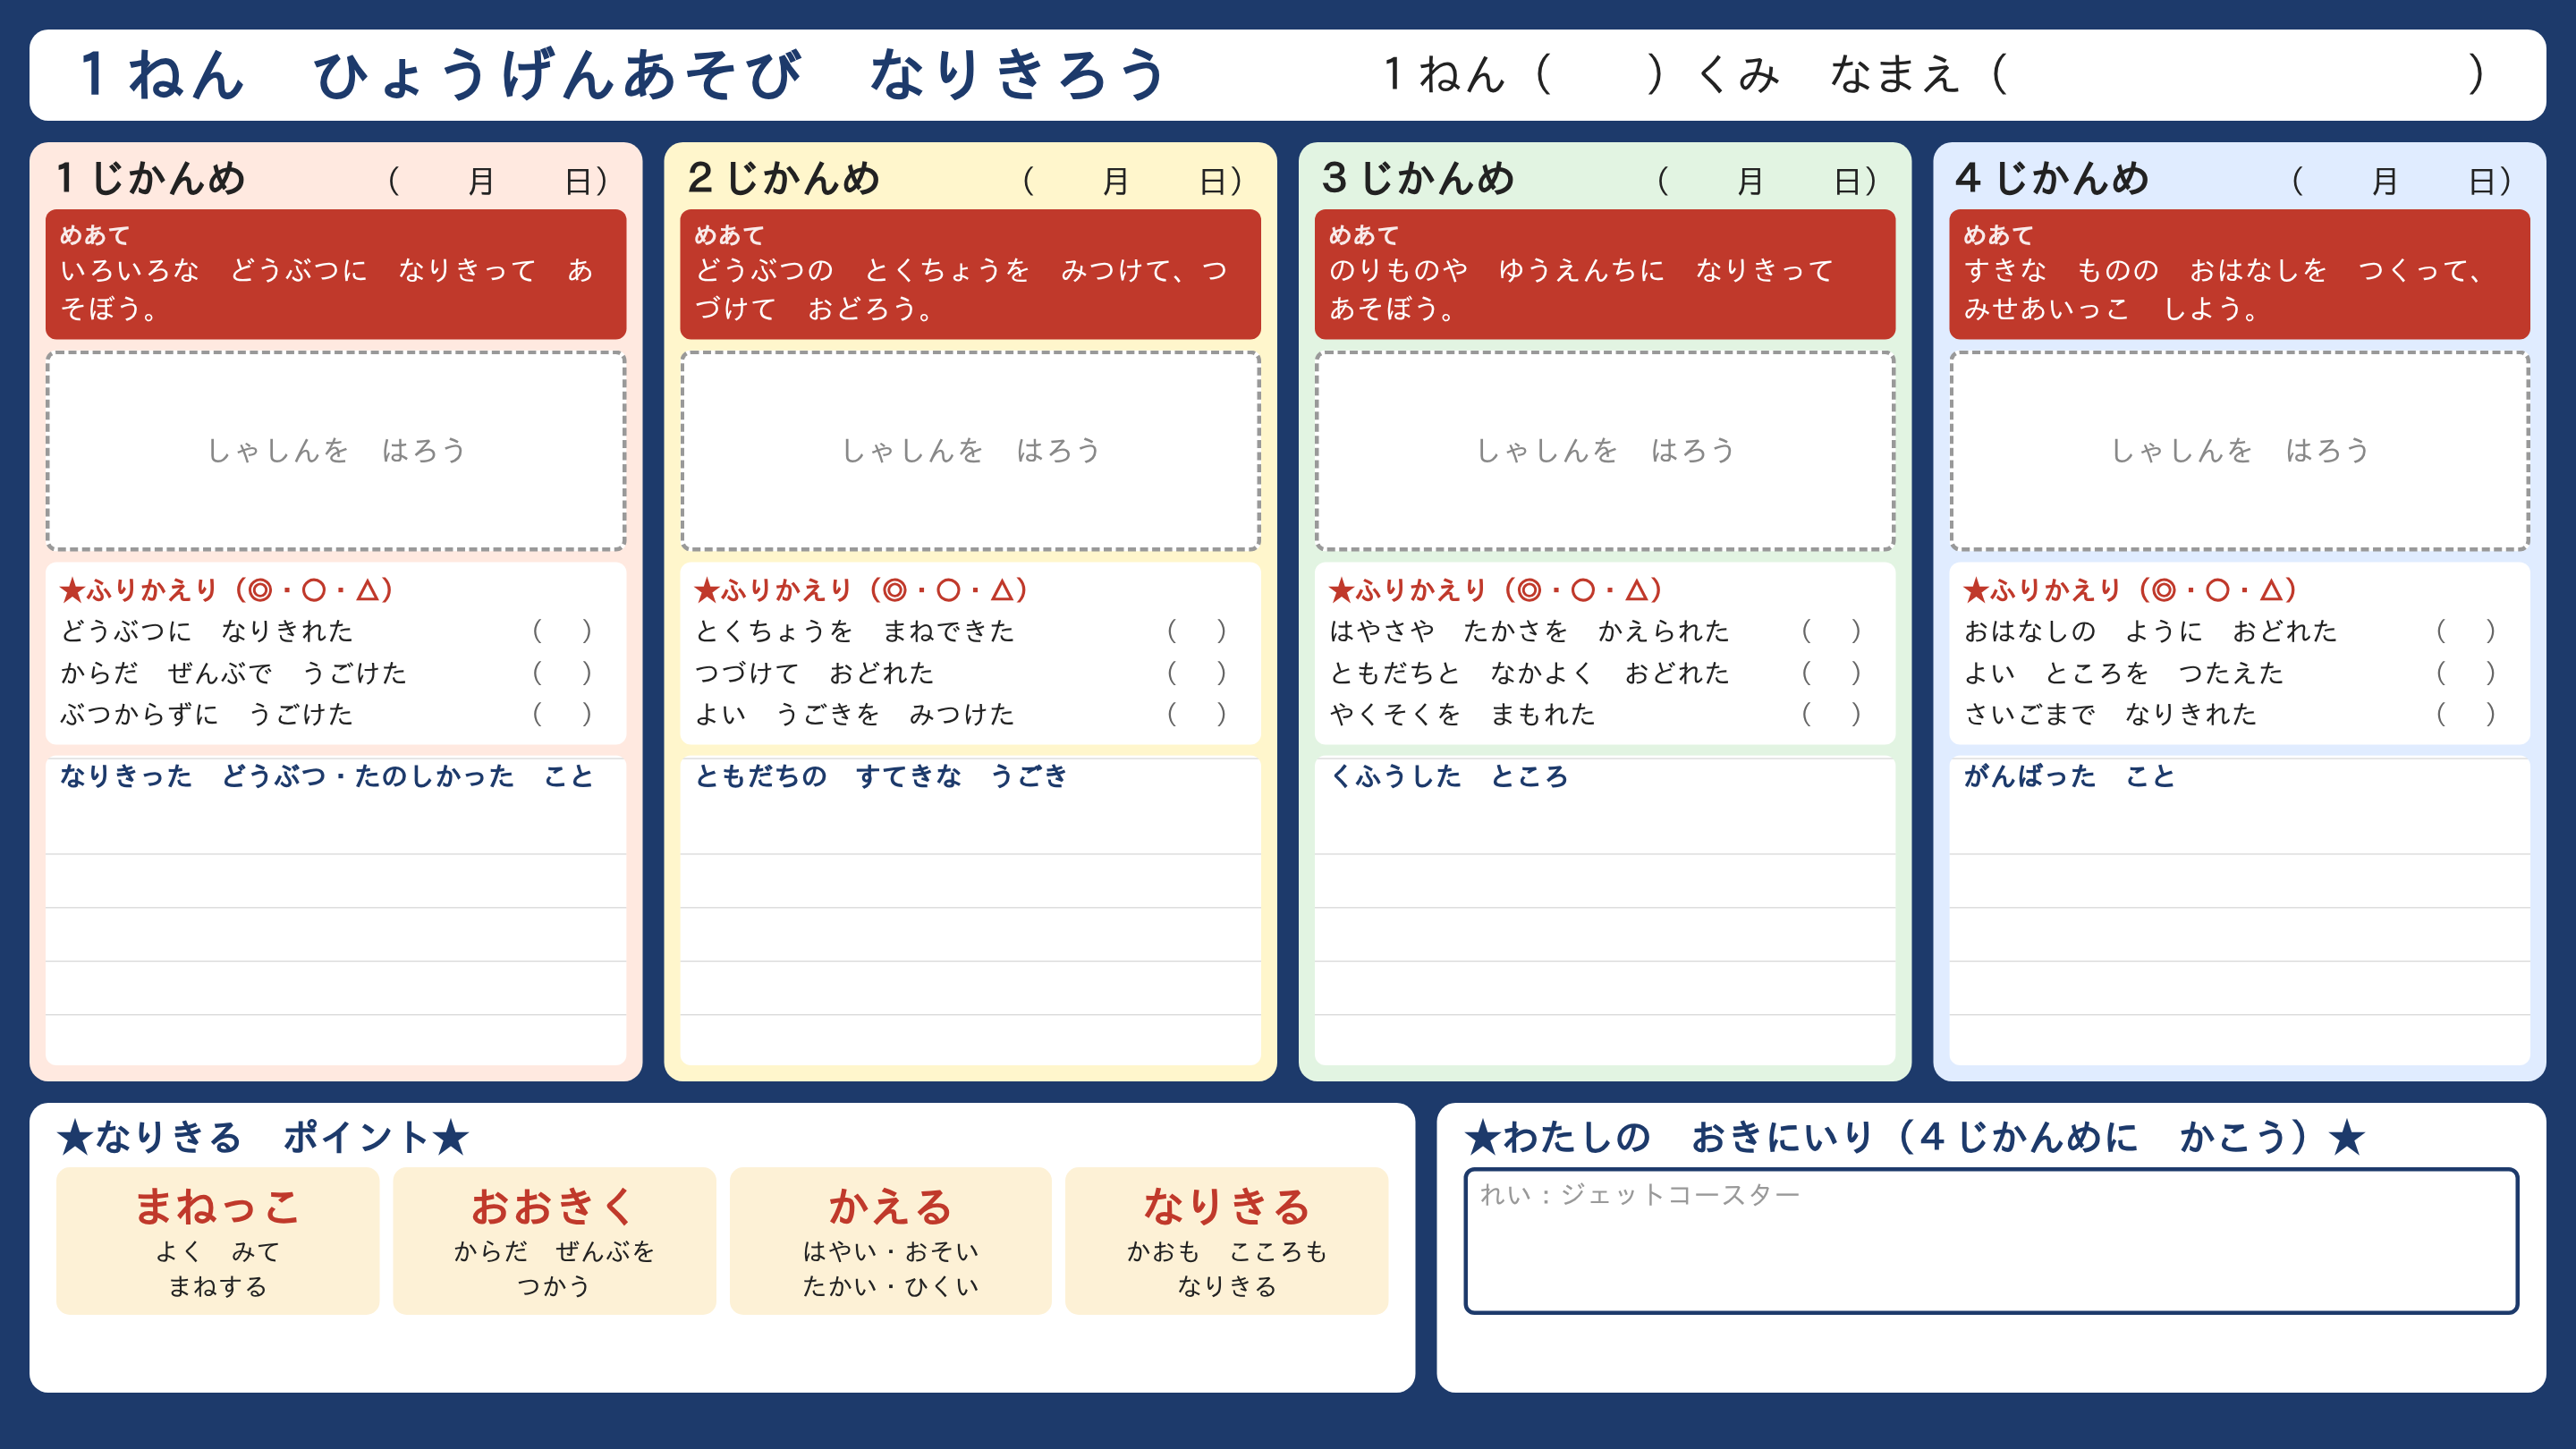 １ねん　ひょうげんあそび　なりきろう
１ねん（　　）くみ　なまえ（　　　　　　　　　）
１じかんめ　（　　月　　日）
めあて
いろいろな　どうぶつに　なりきって　あ
そぼう。
しゃしんを　はろう
★ふりかえり（◎・○・△）
どうぶつに　なりきれた　（　）
からだ　ぜんぶで　うごけた　（　）
ぶつからずに　うごけた　（　）
なりきった　どうぶつ・たのしかった　こと
２じかんめ　（　　月　　日）
めあて
どうぶつの　とくちょうを　みつけて、つ
づけて　おどろう。
しゃしんを　はろう
★ふりかえり（◎・○・△）
とくちょうを　まねできた　（　）
つづけて　おどれた　（　）
よい　うごきを　みつけた　（　）
ともだちの　すてきな　うごき
３じかんめ　（　　月　　日）
めあて
のりものや　ゆうえんちに　なりきって
あそぼう。
しゃしんを　はろう
★ふりかえり（◎・○・△）
はやさや　たかさを　かえられた　（　）
ともだちと　なかよく　おどれた　（　）
やくそくを　まもれた　（　）
くふうした　ところ
４じかんめ　（　　月　　日）
めあて
すきな　ものの　おはなしを　つくって、
みせあいっこ　しよう。
しゃしんを　はろう
★ふりかえり（◎・○・△）
おはなしの　ように　おどれた　（　）
よい　ところを　つたえた　（　）
さいごまで　なりきれた　（　）
がんばった　こと
★なりきる　ポイント★
まねっこ
よく　みて
まねする
おおきく
からだ　ぜんぶを
つかう
かえる
はやい・おそい
たかい・ひくい
なりきる
かおも　こころも
なりきる
★わたしの　おきにいり（４じかんめに　かこう）★
れい：ジェットコースター